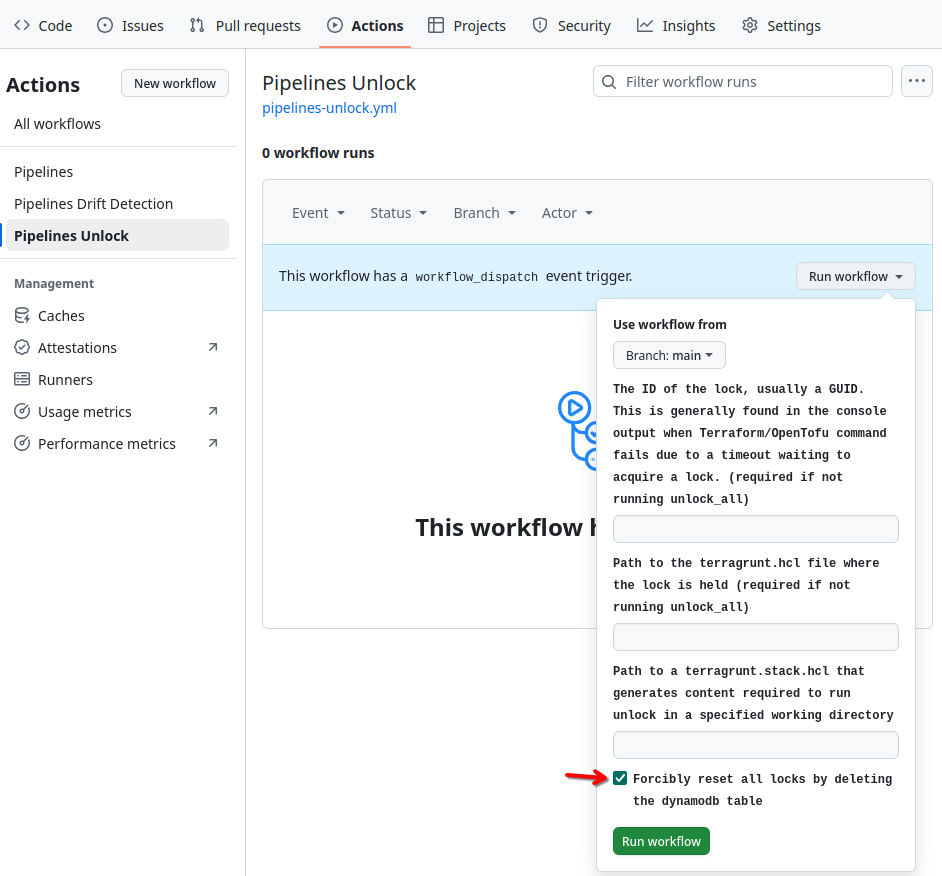 Code Issues Pull requests Actions Projects Security Insights Settings
Actions
New workflow
All workflows
Pipelines
Pipelines Drift Detection
Pipelines Unlock
Management
Caches
Attestations
Runners
Usage metrics
Performance metrics
Pipelines Unlock
pipelines-unlock.yml
Filter workflow runs
0 workflow runs
Event Status Branch Actor
This workflow has a workflow_dispatch event trigger.
Run workflow
This workflow h
Use workflow from
Branch: main
The ID of the lock, usually a GUID.
This is generally found in the console
output when Terraform/OpenTofu command
fails due to a timeout waiting to
acquire a lock. (required if not
running unlock_all)
Path to the terragrunt.hcl file where
the lock is held (required if not
running unlock_all)
Path to a terragrunt.stack.hcl that
generates content required to run
unlock in a specified working directory
Forcibly reset all locks by deleting
the dynamodb table
Run workflow